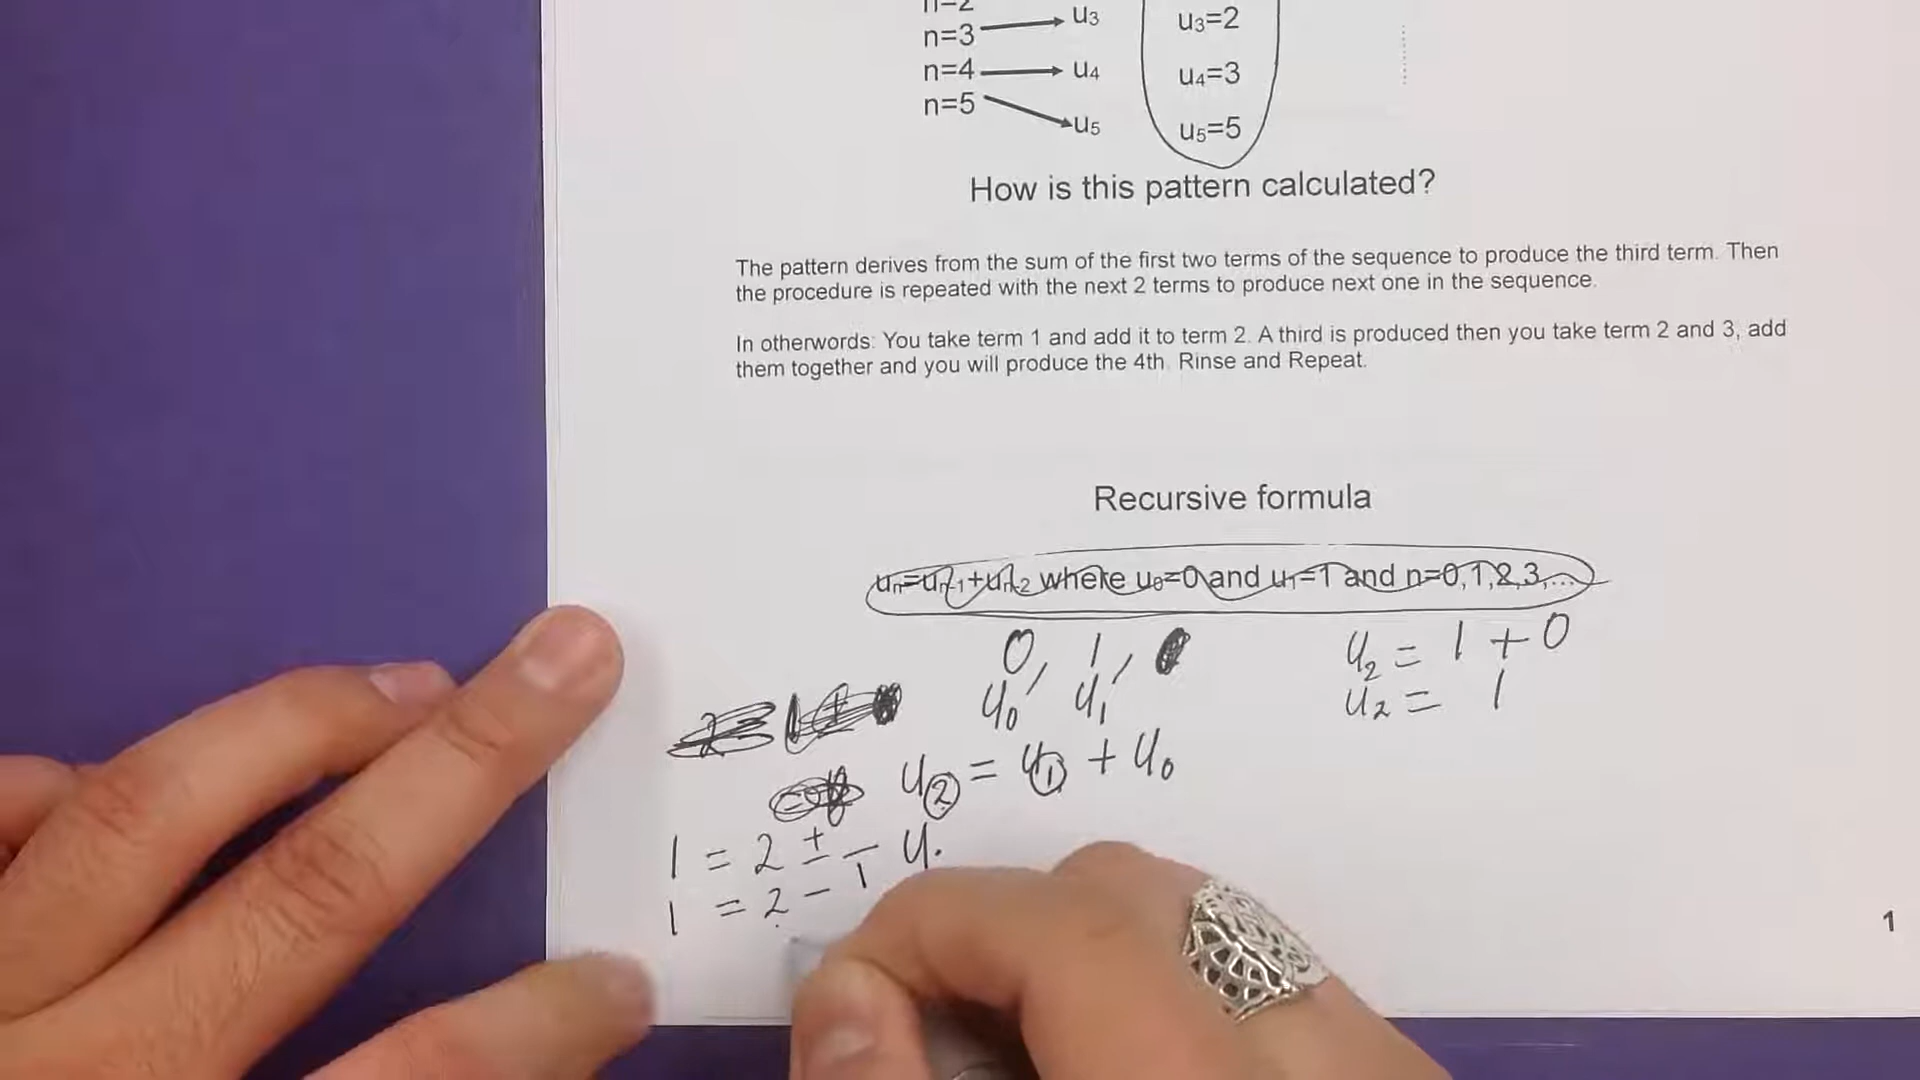 n=2
n=3 u3 u3=2
n=4 u4 u4=3
n=5 u5 u5=5
How is this pattern calculated?
The pattern derives from the sum of the first two terms of the sequence to produce the third term. Then
the procedure is repeated with the next 2 terms to produce next one in the sequence.
In otherwords: You take term 1 and add it to term 2. A third is produced then you take term 2 and 3, add
them together and you will produce the 4th. Rinse and Repeat.
Recursive formula
un=un-1+un-2 where u0=0 and u1=1 and n=0,1,2,3,...
0, 1,
u0 u1
u2 = 1 + 0
u2 = 1
u2 = u1 + u0
1 = 2
1 = 2 - 1
1